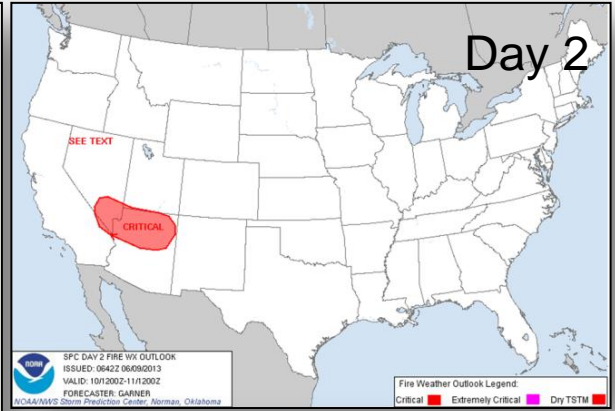 Day 2
SEE TEXT
CRITICAL
NOAA
SPC DAY 2 FIRE WX OUTLOOK
ISSUED: 0642Z 06/09/2013
VALID: 10/1200Z-11/1200Z
FORECASTER: GARNER
NOAA/NWS Storm Prediction Center, Norman, Oklahoma
Fire Weather Outlook Legend:
Critical Extremely Critical Dry TSTM